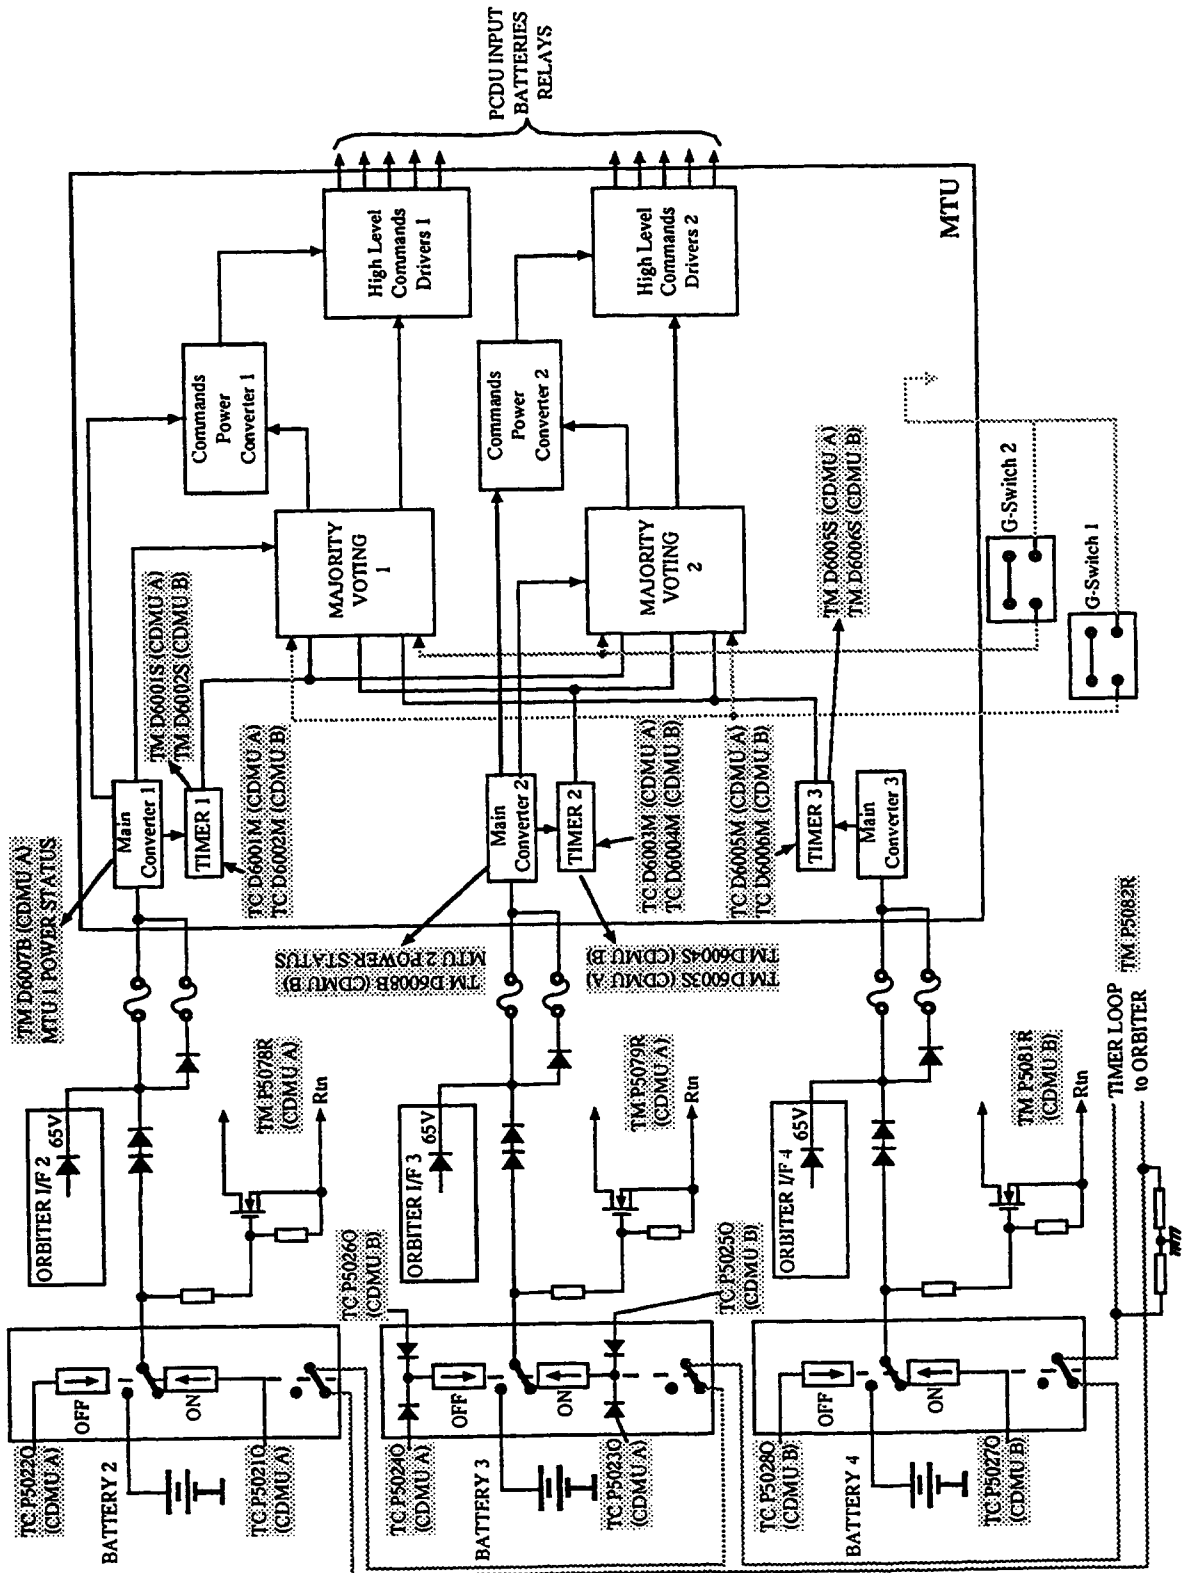 PCDU INPUT
BATTERIES
RELAYS
MTU
High Level
Commands
Drivers 1
High Level
Commands
Drivers 2
Commands
Power
Converter 1
Commands
Power
Converter 2
MAJORITY
VOTING
1
MAJORITY
VOTING
2
G-Switch 2
G-Switch 1
TM D6001S (CDMU A)
TM D6002S (CDMU B)
TM D6005S (CDMU A)
TM D6006S (CDMU B)
Main
Converter 1
TIMER 1
TC D6001M (CDMU A)
TC D6002M (CDMU B)
Main
Converter 2
TIMER 2
TC D6003M (CDMU A)
TC D6004M (CDMU B)
TC D6005M (CDMU A)
TC D6006M (CDMU B)
TIMER 3
Main
Converter 3
TM D6007B (CDMU A)
MTU1 POWER STATUS
TM D6008B (CDMU B)
MTU 2 POWER STATUS
TM D6003S (CDMU A)
TM D6004S (CDMU B)
ORBITER I/F 2
65V
TM P5078R
(CDMU A)
Rtn
ORBITER I/F 3
65V
TM P5079R
(CDMU A)
Rtn
ORBITER I/F 4
65V
TM P5081R
(CDMU B)
Rtn
TIMER LOOP
to ORBITER
TM P5082R
TC P5022O
(CDMU A)
OFF
ON
BATTERY 2
TC P5021O
(CDMU A)
TC P5026O
(CDMU B)
TC P5024O
(CDMU A)
OFF
ON
BATTERY 3
TC P5023O
(CDMU A)
TC P5025O
(CDMU B)
TC P5028O
(CDMU B)
OFF
ON
BATTERY 4
TC P5027O
(CDMU B)